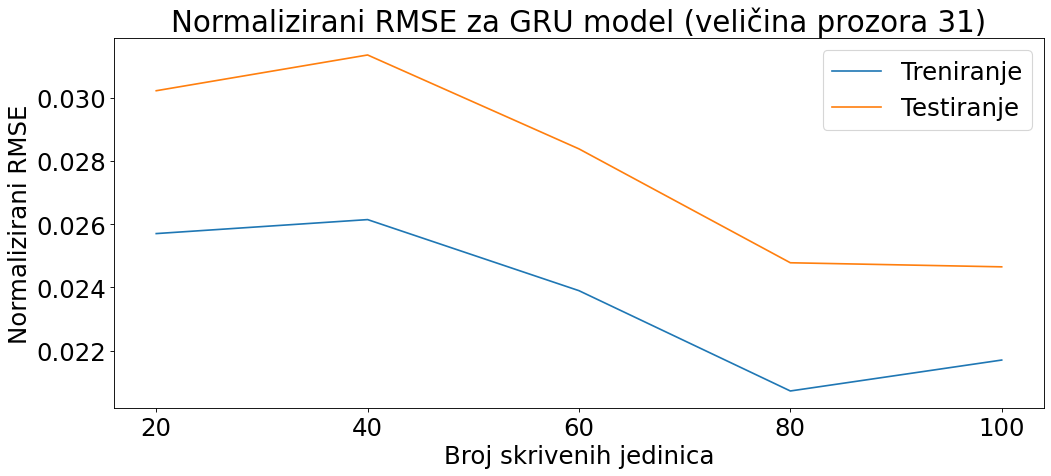 Normalizirani RMSE za GRU model (veličina prozora 31)
Treniranje
Testiranje
Normalizirani RMSE
0.030
0.028
0.026
0.024
0.022
20 40 60 80 100
Broj skrivenih jedinica